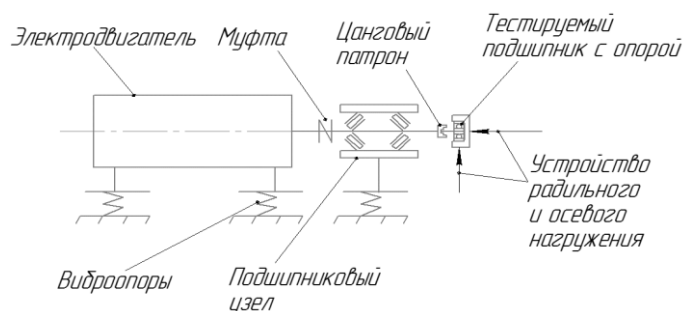 Электродвигатель
Муфта
Цанговый
патрон
Тестируемый
подшипник с опорой
Устройство
радильного
и осевого
нагружения
Виброопоры
Подшипниковый
узел